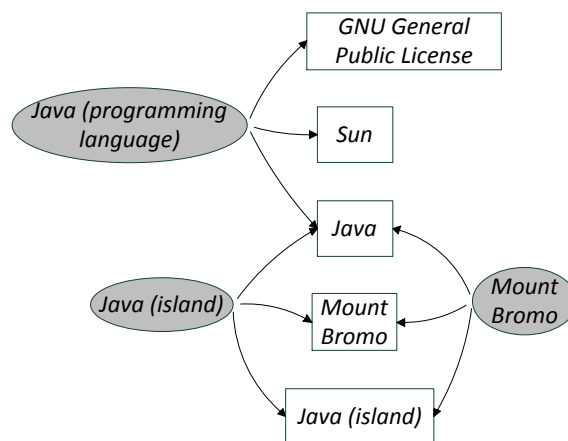 GNU General
Public License
Java (programming
language)
Sun
Java
Java (island)
Mount
Bromo
Mount
Bromo
Java (island)